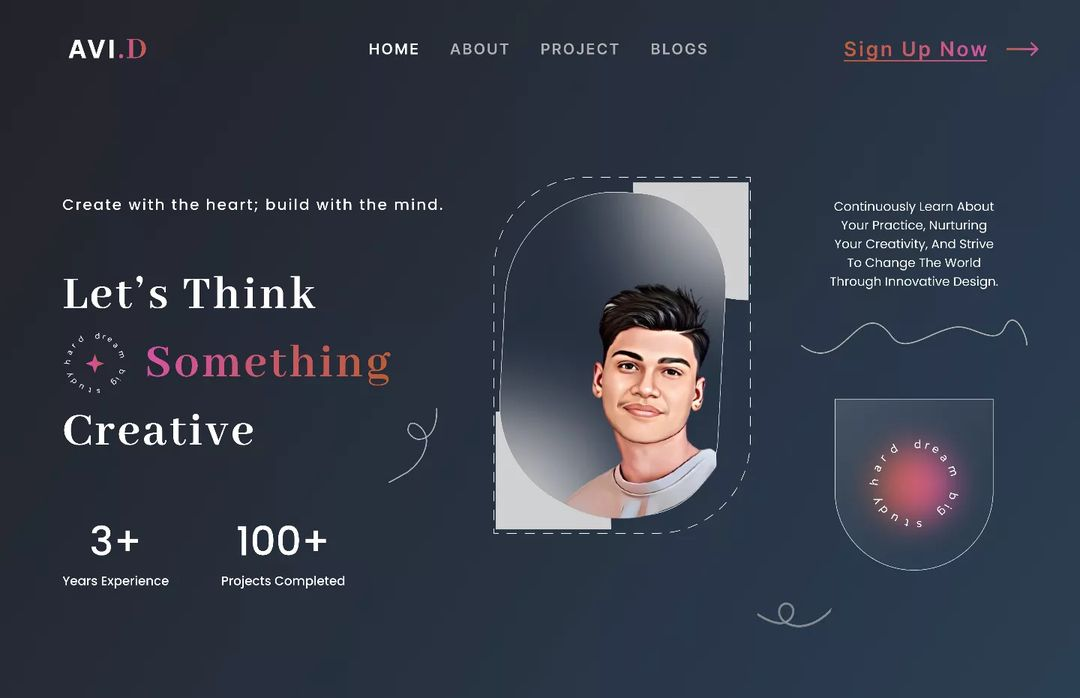 AVI.D
HOME ABOUT PROJECT BLOGS
Sign Up Now
Create with the heart; build with the mind.
Let's Think
study hard dream big
Something
Creative
3+
Years Experience
100+
Projects Completed
Continuously Learn About
Your Practice, Nurturing
Your Creativity, And Strive
To Change The World
Through Innovative Design.
study hard dream big